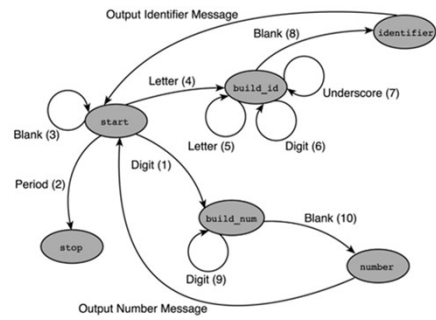 Output Identifier Message
identifier
Blank (8)
Letter (4)
build_id
Underscore (7)
start
Blank (3)
Letter (5)
Digit (6)
Digit (1)
Period (2)
build_num
Blank (10)
stop
Digit (9)
number
Output Number Message